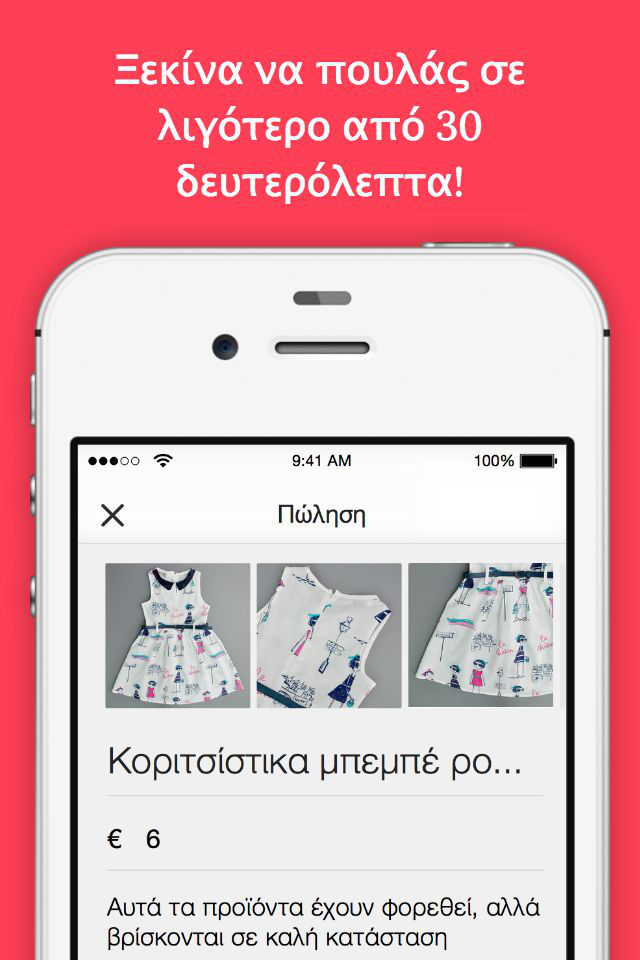 Ξεκίνα να πουλάς σε
λιγότερο από 30
δευτερόλεπτα!
9:41 AM
100%
Πώληση
Κοριτσίστικα μπεμπέ ρο...
€ 6
Αυτά τα προϊόντα έχουν φορεθεί, αλλά
βρίσκονται σε καλή κατάσταση